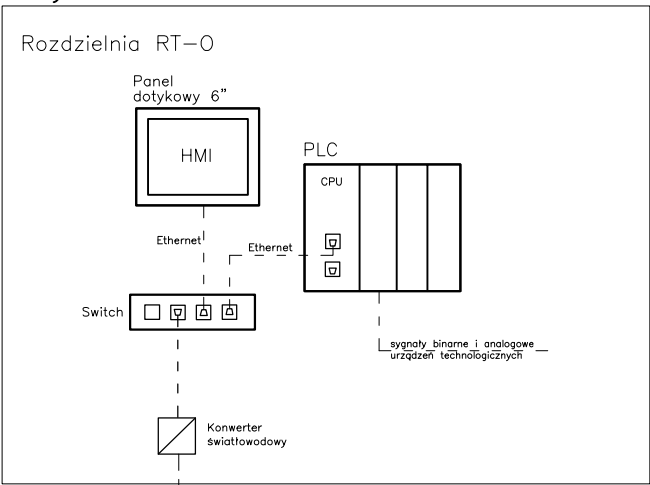 Rozdzielnia RT-0
Panel
dotykowy 6"
HMI
PLC
CPU
Ethernet
Ethernet
Switch
sygnały binarne i analogowe
urządzeń technologicznych
Konwerter
światłowodowy